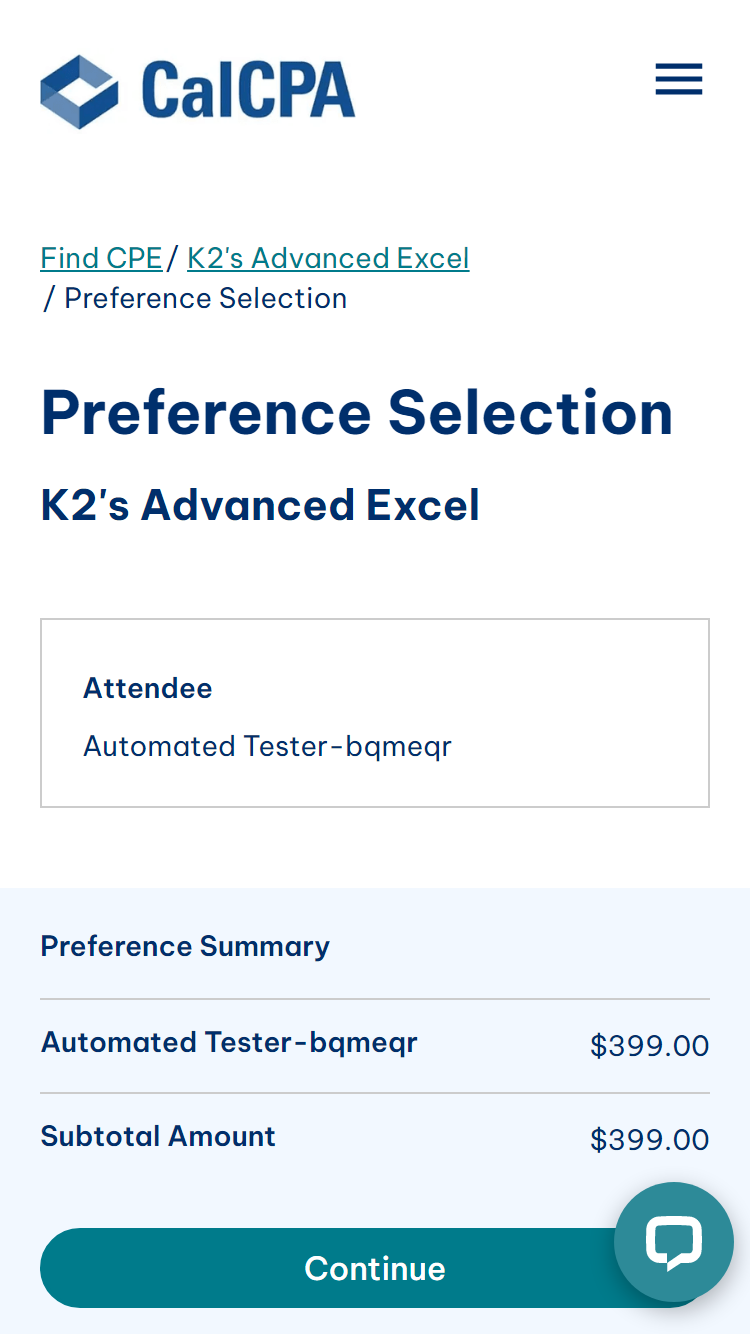 CalCPA
Find CPE / K2's Advanced Excel
/ Preference Selection
Preference Selection
K2's Advanced Excel
Attendee
Automated Tester-bqmeqr
Preference Summary
Automated Tester-bqmeqr $399.00
Subtotal Amount $399.00
Continue